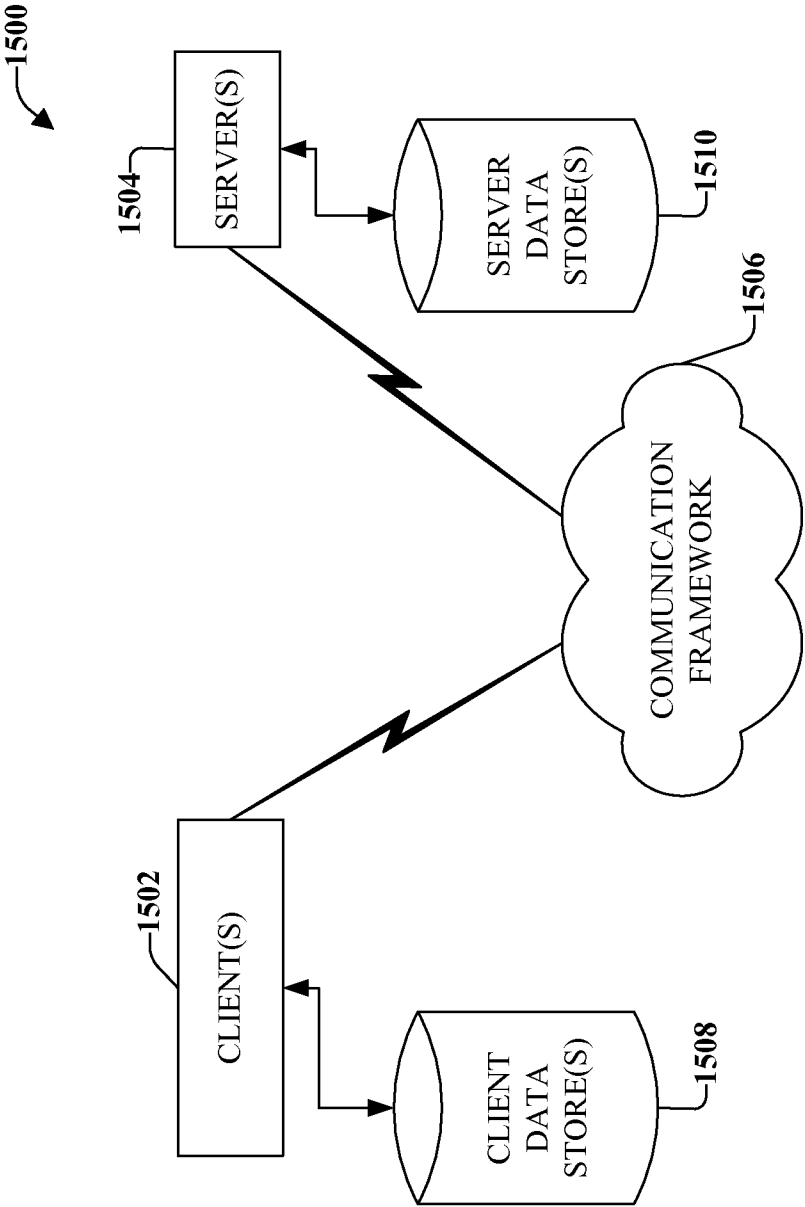 1500
1502
1504
CLIENT(S)
SERVER(S)
CLIENT
DATA
STORE(S)
SERVER
DATA
STORE(S)
1508
1510
COMMUNICATION
FRAMEWORK
1506